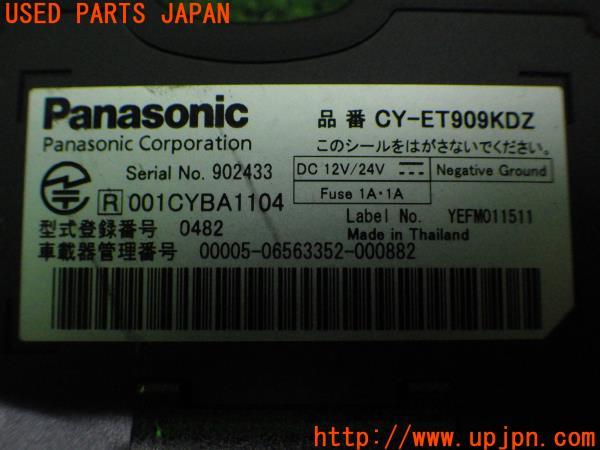 USED PARTS JAPAN
Panasonic
Panasonic Corporation
品 番 CY-ET909KDZ
このシールをはがさないでください。
Serial No. 902433
DC 12V/24V Negative Ground
Fuse 1A・1A
R 001CYBA1104
Label No. YEFM011511
Made in Thailand
型式登録番号 0482
車載器管理番号 00005-06563352-000882
USED PARTS JAPAN
http://www.upjpn.com